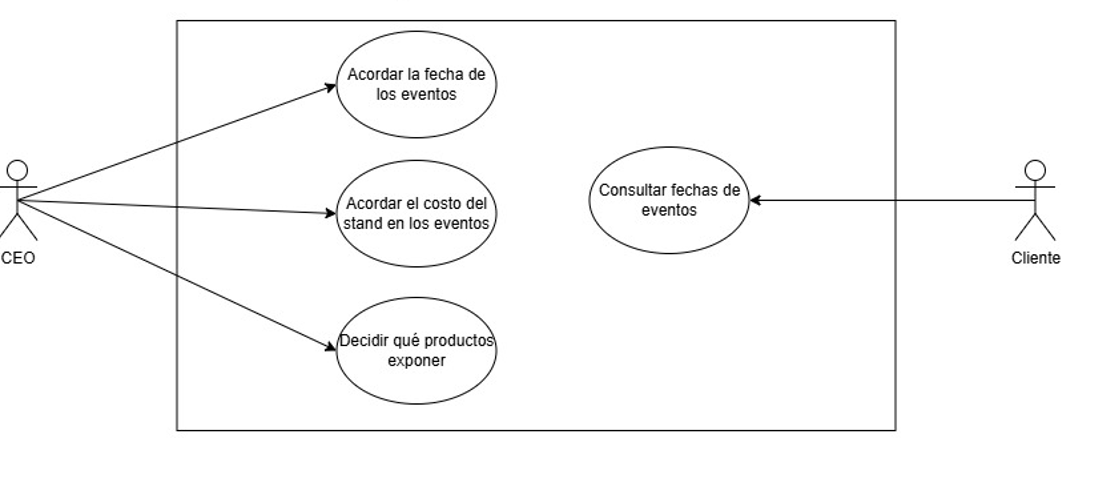 Acordar la fecha de
los eventos
Acordar el costo del
stand en los eventos
Decidir qué productos
exponer
Consultar fechas de
eventos
CEO
Cliente